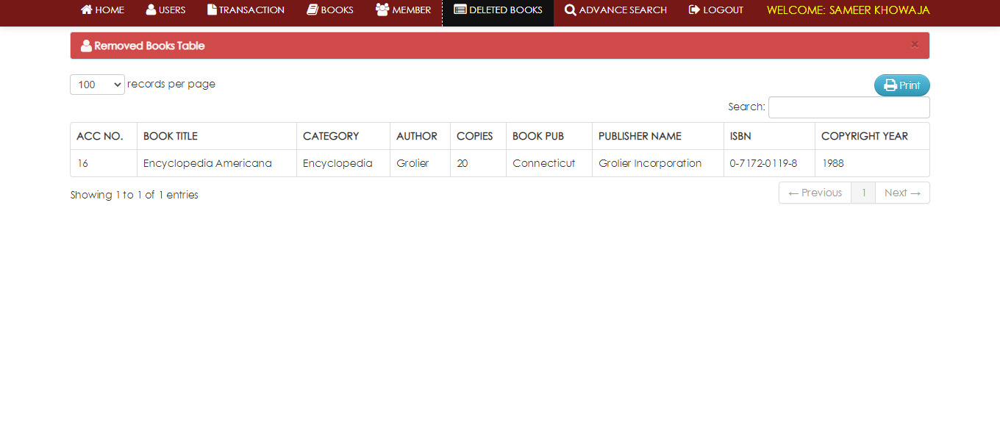 HOME USERS TRANSACTION BOOKS MEMBER DELETED BOOKS ADVANCE SEARCH LOGOUT WELCOME: SAMEER KHOWAJA
Removed Books Table ×
100 records per page Print
Search:
ACC NO. BOOK TITLE CATEGORY AUTHOR COPIES BOOK PUB PUBLISHER NAME ISBN COPYRIGHT YEAR
16 Encyclopedia Americana Encyclopedia Grolier 20 Connecticut Grolier Incorporation 0-7172-0119-8 1988
Showing 1 to 1 of 1 entries ← Previous 1 Next →